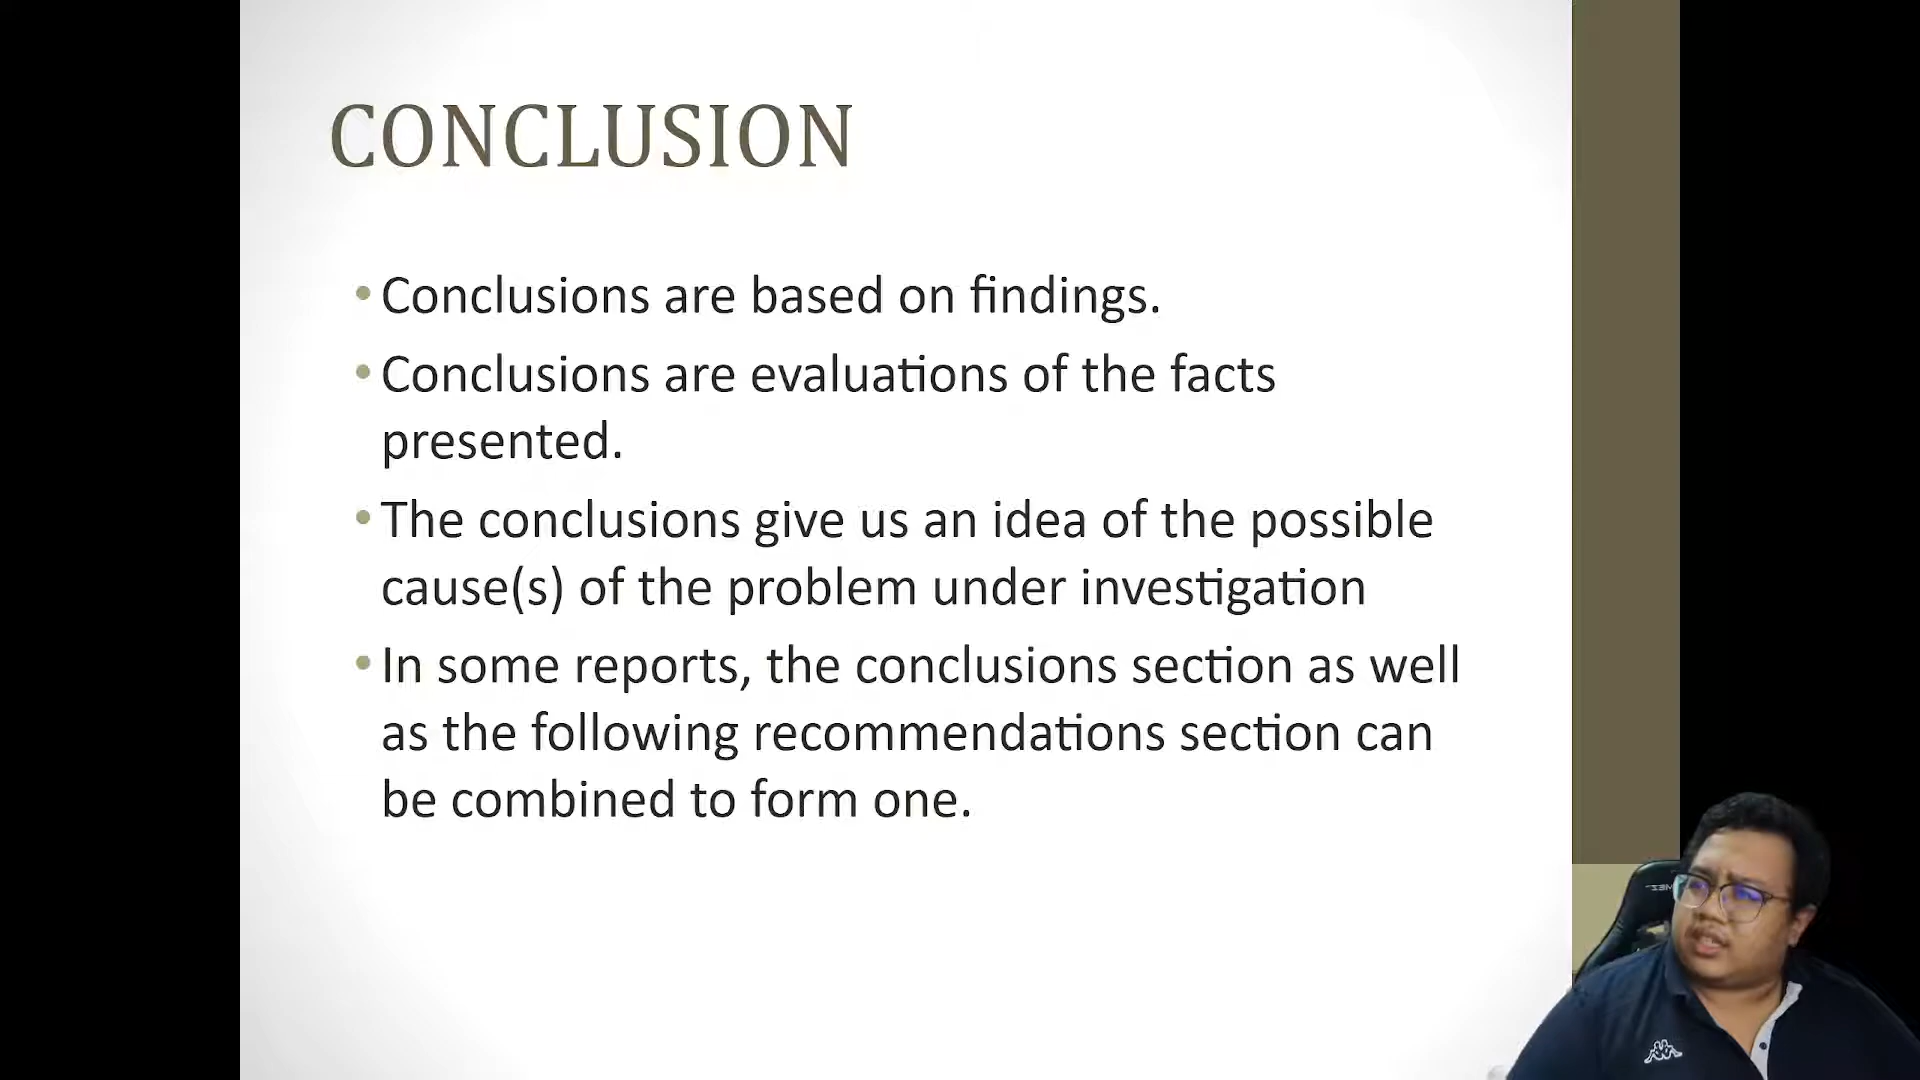 CONCLUSION
•Conclusions are based on findings.
•Conclusions are evaluations of the facts
presented.
•The conclusions give us an idea of the possible
cause(s) of the problem under investigation
•In some reports, the conclusions section as well
as the following recommendations section can
be combined to form one.